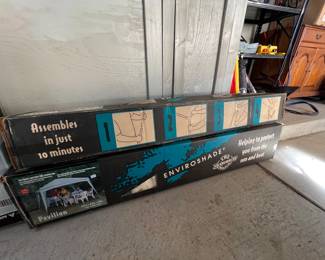 Assembles
in just
10 minutes
ENVIROSHADE®
Helping to protect
you from the
sun and heat
Pavilion